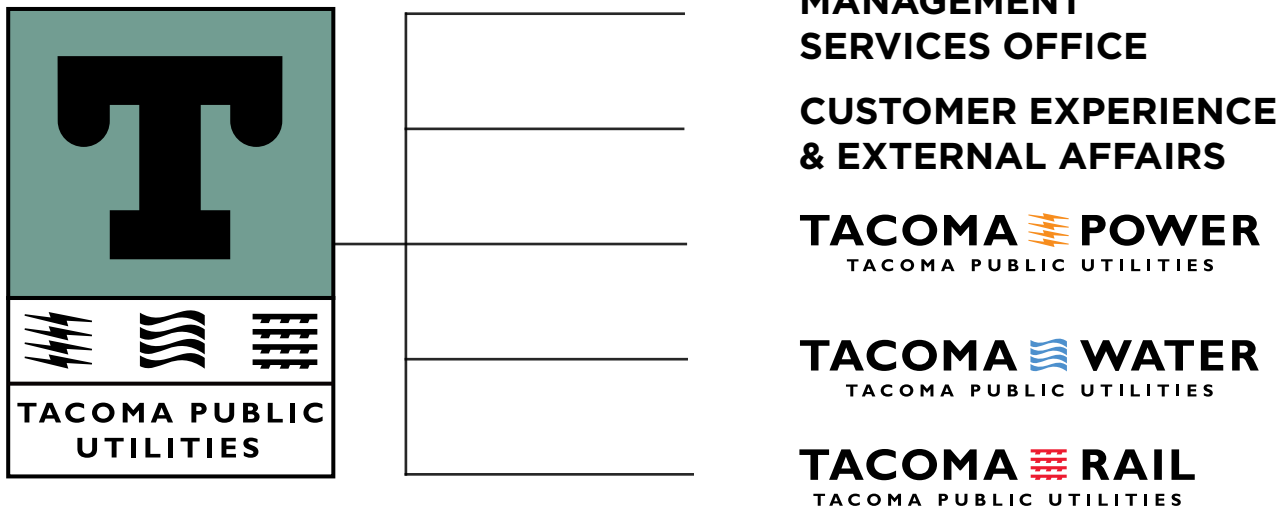 T
TACOMA PUBLIC
UTILITIES
MANAGEMENT
SERVICES OFFICE
CUSTOMER EXPERIENCE
& EXTERNAL AFFAIRS
TACOMA POWER
TACOMA PUBLIC UTILITIES
TACOMA WATER
TACOMA PUBLIC UTILITIES
TACOMA RAIL
TACOMA PUBLIC UTILITIES